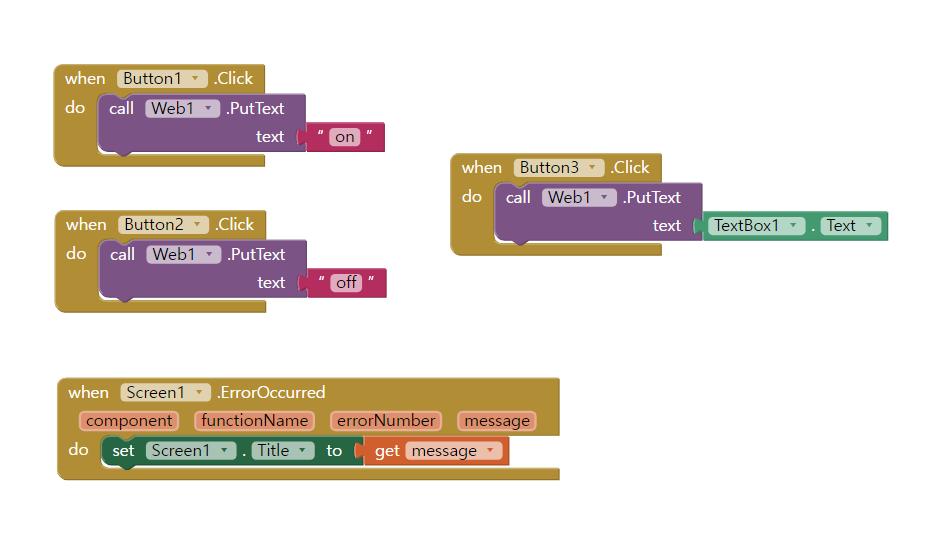 when Button1 .Click
do call Web1 .PutText
text " on "
when Button2 .Click
do call Web1 .PutText
text " off "
when Button3 .Click
do call Web1 .PutText
text TextBox1 . Text
when Screen1 .ErrorOccurred
component functionName errorNumber message
do set Screen1 . Title to get message